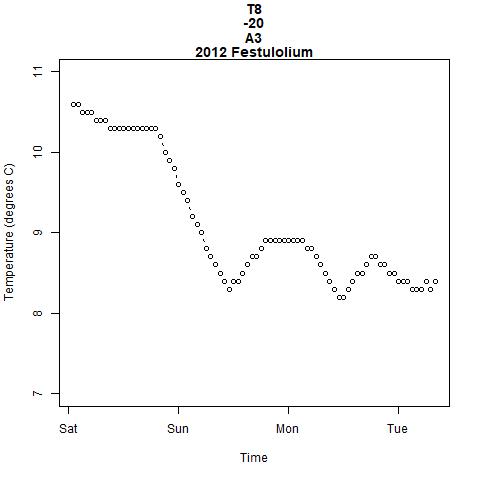 T8
-20
A3
2012 Festulolium
Temperature (degrees C)
11
10
9
8
7
Sat Sun Mon Tue
Time